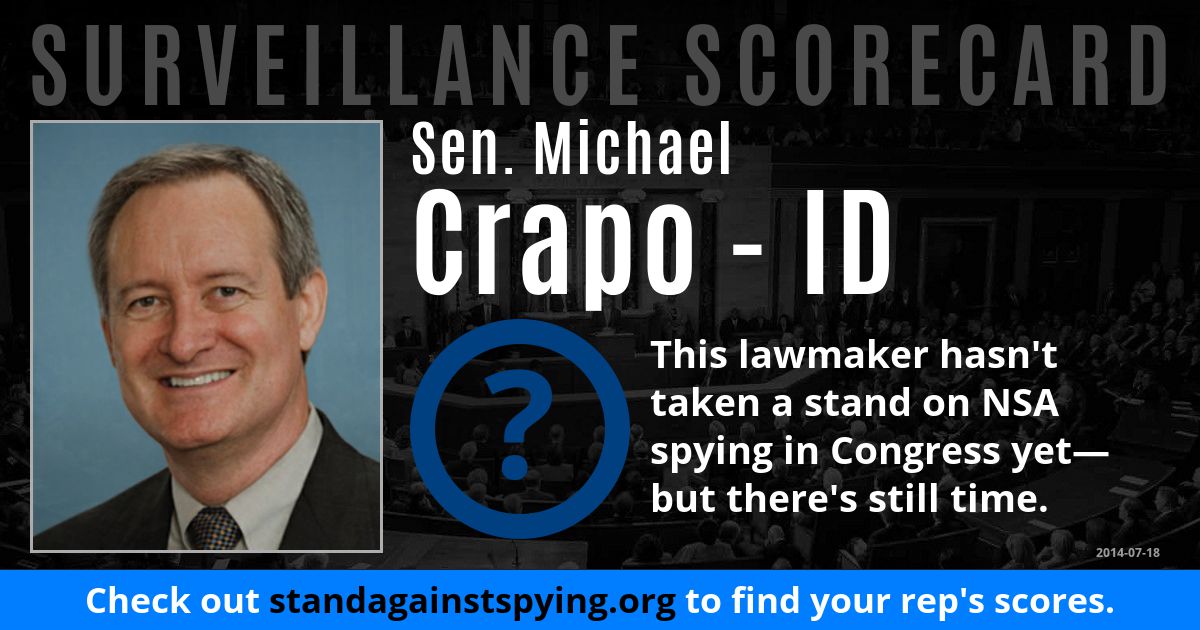 SURVEILLANCE SCORECARD
Sen. Michael
Crapo - ID
?
This lawmaker hasn't
taken a stand on NSA
spying in Congress yet—
but there's still time.
2014-07-18
Check out standagainstspying.org to find your rep's scores.